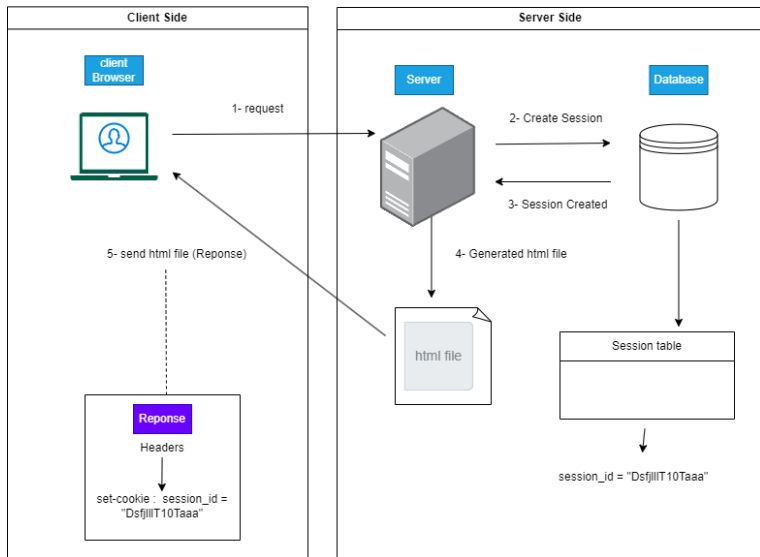 Client Side
Server Side
client
Browser
Server
Database
1- request
2- Create Session
3- Session Created
5- send html file (Reponse)
4- Generated html file
html file
Session table
Reponse
Headers
set-cookie : session_id =
"DsfjlllT10Taaa"
session_id = "DsfjlllT10Taaa"